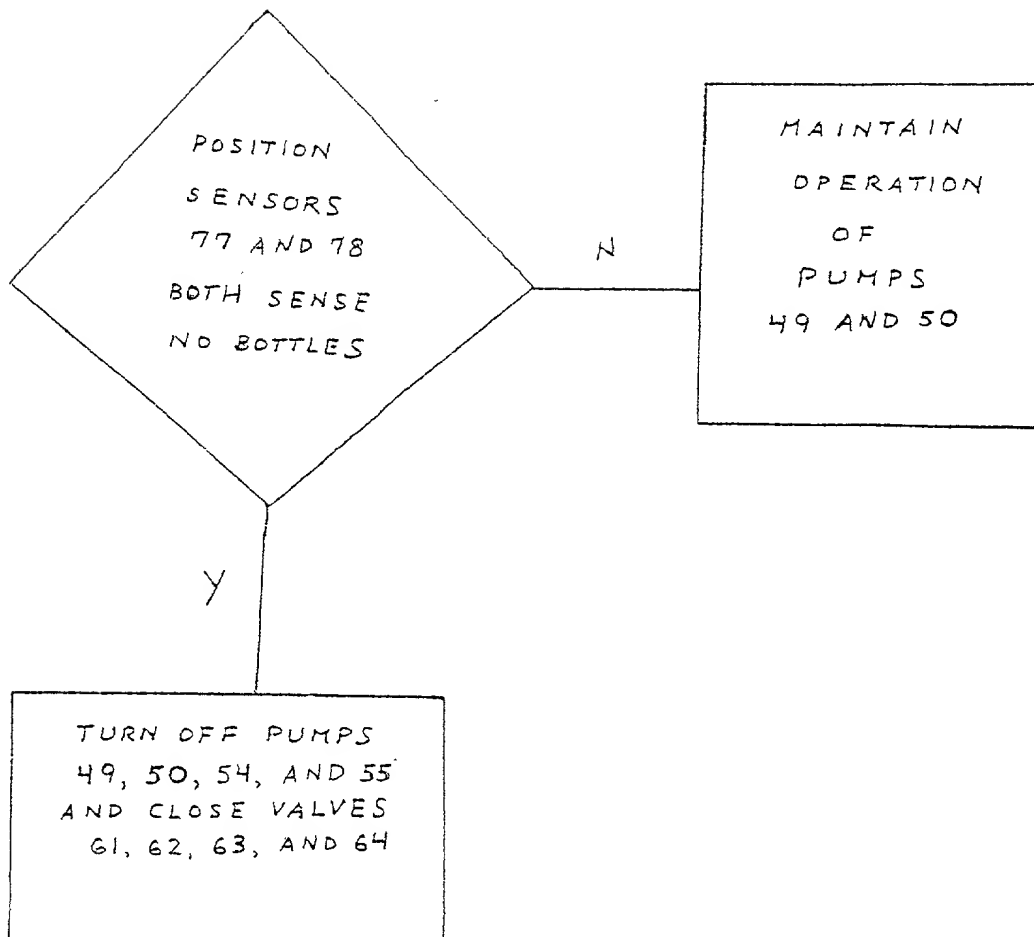 POSITION
SENSORS
77 AND 78
BOTH SENSE
NO BOTTLES
N
MAINTAIN
OPERATION
OF
PUMPS
49 AND 50
Y
TURN OFF PUMPS
49, 50, 54, AND 55
AND CLOSE VALVES
61, 62, 63, AND 64